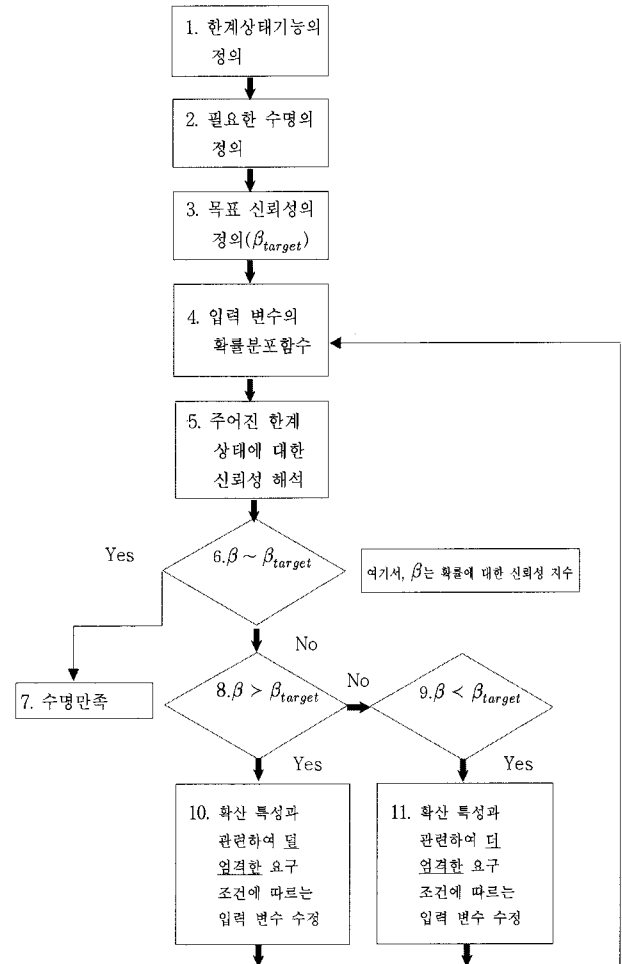 1. 한계상태기능의
정의
2. 필요한 수명의
정의
3. 목표 신뢰성의
정의(βtarget)
4. 입력 변수의
확률분포함수
5. 주어진 한계
상태에 대한
신뢰성 해석
Yes
6.β ~ βtarget
여기서, β는 확률에 대한 신뢰성 지수
No
7. 수명만족
8.β > βtarget
No
9.β < βtarget
Yes
Yes
10. 확산 특성과
관련하여 덜
엄격한 요구
조건에 따르는
입력 변수 수정
11. 확산 특성과
관련하여 더
엄격한 요구
조건에 따르는
입력 변수 수정